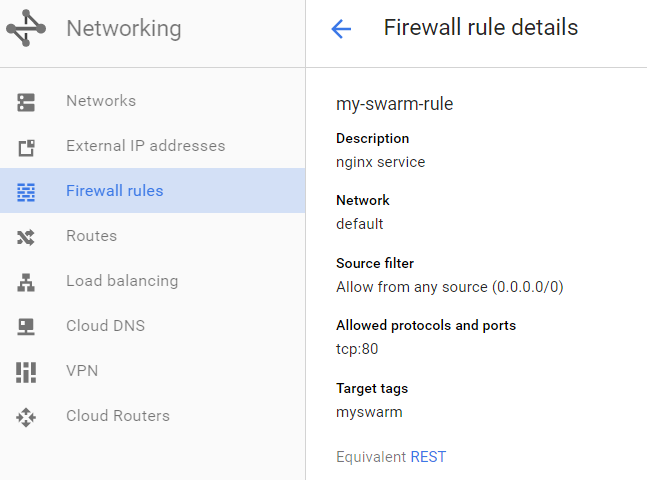 Networking
Networks
External IP addresses
Firewall rules
Routes
Load balancing
Cloud DNS
VPN
Cloud Routers
Firewall rule details
my-swarm-rule
Description
nginx service
Network
default
Source filter
Allow from any source (0.0.0.0/0)
Allowed protocols and ports
tcp:80
Target tags
myswarm
Equivalent REST